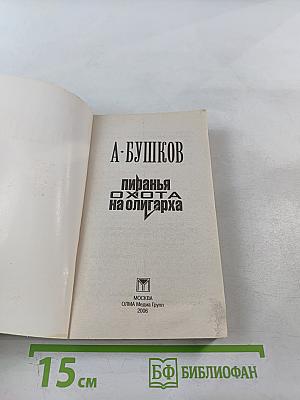 А·БУШКОВ
пиранья
ОХОТА
на олигарха
МОСКВА
ОЛМА Медиа Групп
2006
15 см
БФ БИБЛИОФАН